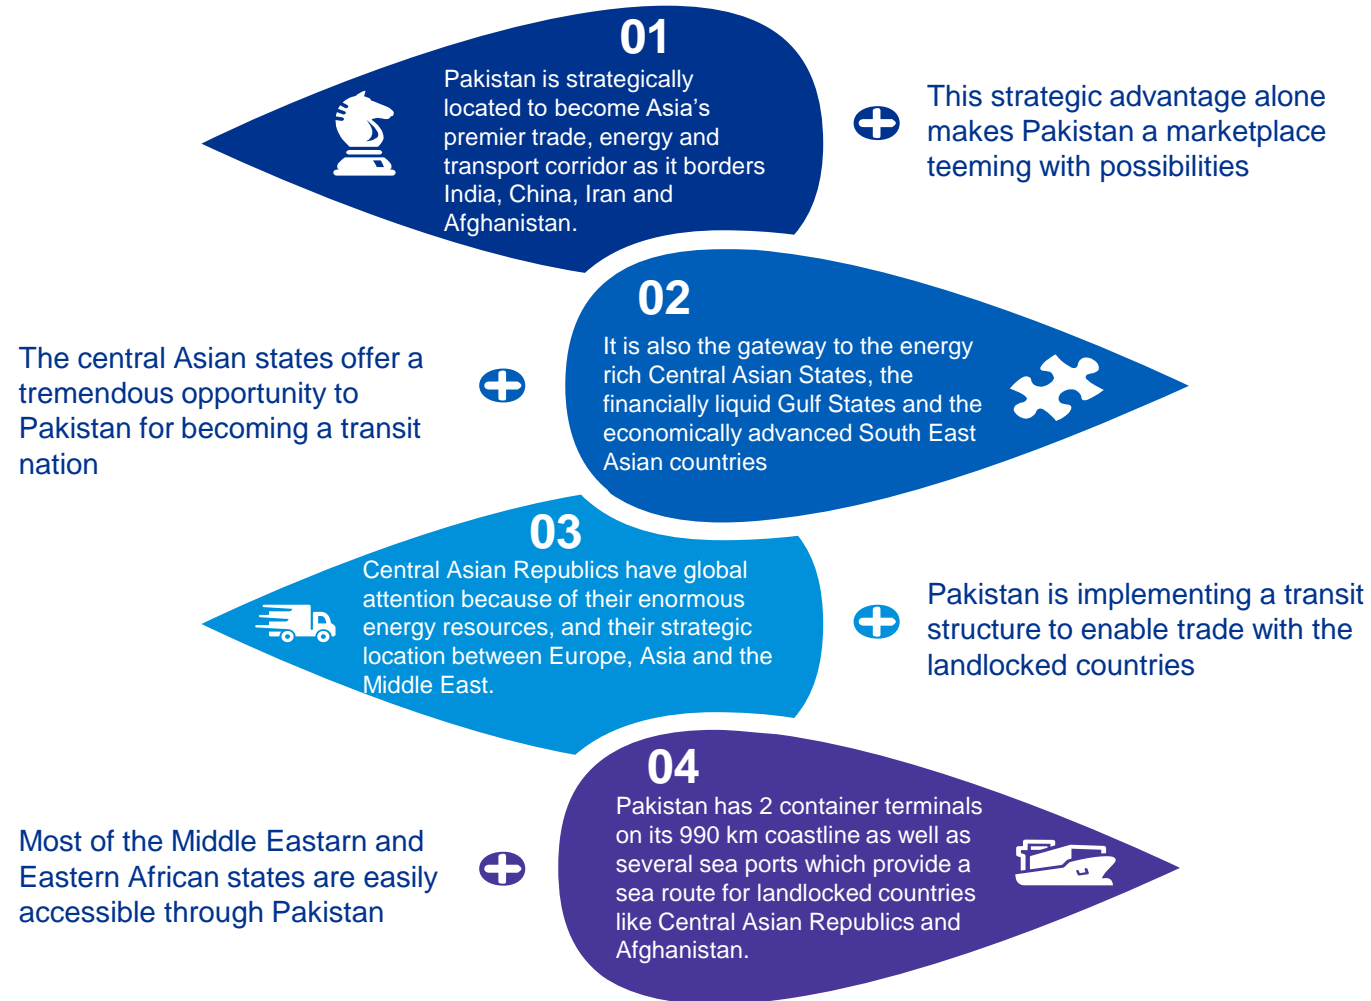 01
Pakistan is strategically
located to become Asia’s
premier trade, energy and
transport corridor as it borders
India, China, Iran and
Afghanistan.
This strategic advantage alone
makes Pakistan a marketplace
teeming with possibilities
02
It is also the gateway to the energy
rich Central Asian States, the
financially liquid Gulf States and the
economically advanced South East
Asian countries
The central Asian states offer a
tremendous opportunity to
Pakistan for becoming a transit
nation
03
Central Asian Republics have global
attention because of their enormous
energy resources, and their strategic
location between Europe, Asia and the
Middle East.
Pakistan is implementing a transit
structure to enable trade with the
landlocked countries
04
Pakistan has 2 container terminals
on its 990 km coastline as well as
several sea ports which provide a
sea route for landlocked countries
like Central Asian Republics and
Afghanistan.
Most of the Middle Eastarn and
Eastern African states are easily
accessible through Pakistan